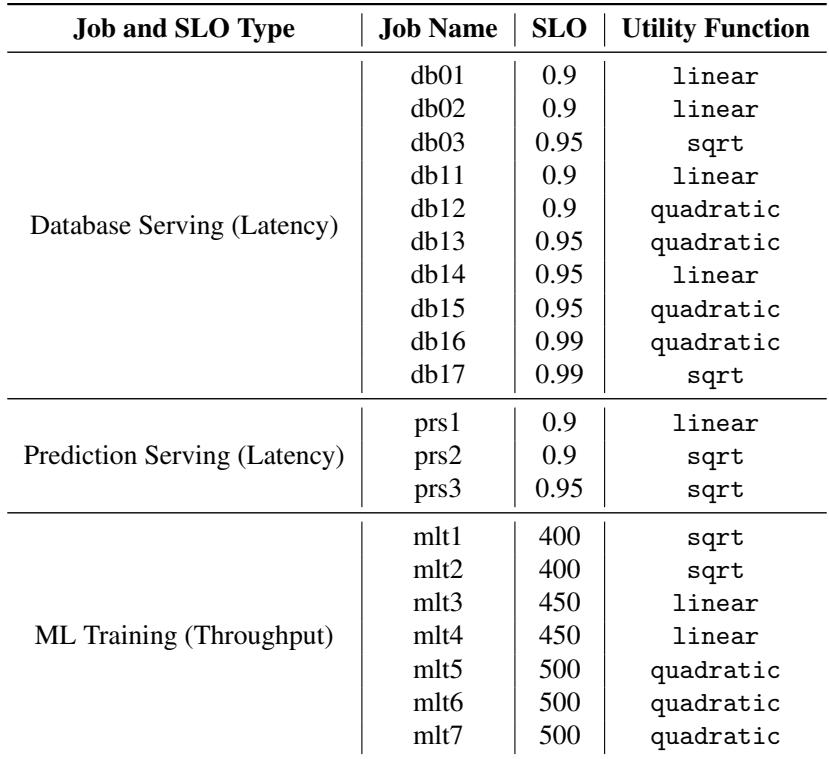 Job and SLO Type Job Name SLO Utility Function
db01 0.9 linear
db02 0.9 linear
db03 0.95 sqrt
db11 0.9 linear
db12 0.9 quadratic
Database Serving (Latency)
db13 0.95 quadratic
db14 0.95 linear
db15 0.95 quadratic
db16 0.99 quadratic
db17 0.99 sqrt
prs1 0.9 linear
Prediction Serving (Latency) prs2 0.9 sqrt
prs3 0.95 sqrt
mlt1 400 sqrt
mlt2 400 sqrt
mlt3 450 linear
ML Training (Throughput) mlt4 450 linear
mlt5 500 quadratic
mlt6 500 quadratic
mlt7 500 quadratic